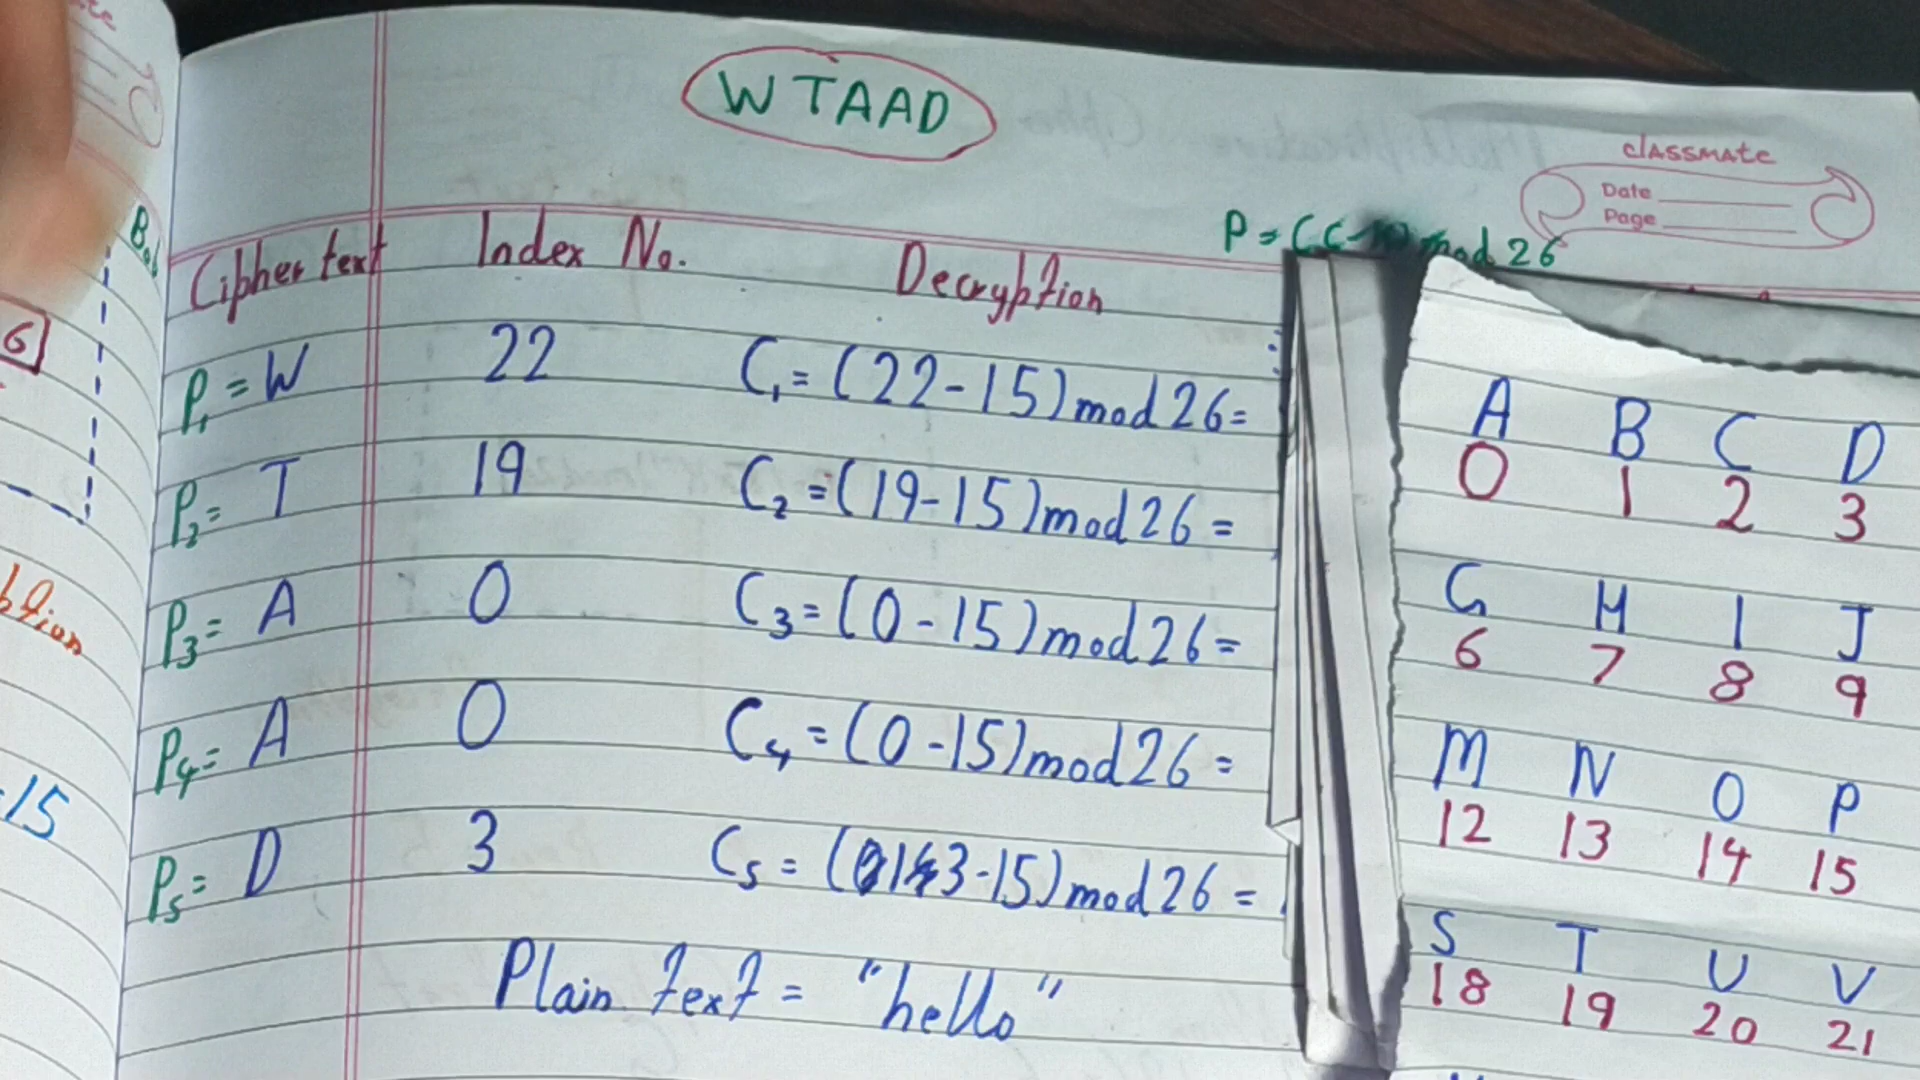 WTAAD
classmate
Date
Page
P = (C-K) mod 26
Cipher text Index No. Decryption
P1 = W 22 C1 = (22-15) mod 26 =
P2 = T 19 C2 = (19-15) mod 26 =
P3 = A 0 C3 = (0-15) mod 26 =
P4 = A 0 C4 = (0-15) mod 26 =
P5 = D 3 C5 = (3-15) mod 26 =
Plain text = "hello"
A B C D
0 1 2 3
G H I J
6 7 8 9
M N O P
12 13 14 15
S T U V
18 19 20 21
Bob
6
15